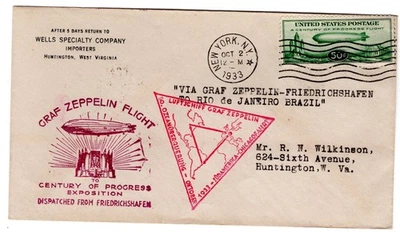 AFTER 5 DAYS RETURN TO
WELLS SPECIALTY COMPANY
IMPORTERS
HUNTINGTON, WEST VIRGINIA
NEW YORK, N.Y.
OCT 2
12-M
1933
UNITED STATES POSTAGE
A CENTURY OF PROGRESS FLIGHT
50¢
"VIA GRAF ZEPPELIN-FRIEDRICHSHAFEN
TO RIO de JANEIRO BRAZIL"
GRAF ZEPPELIN FLIGHT
TO
CENTURY OF PROGRESS
EXPOSITION
DISPATCHED FROM FRIEDRICHSHAFEN
LUFTSCHIFF GRAF ZEPPELIN
1933
Mr. R. N. Wilkinson,
624-Sixth Avenue,
Huntington, W. Va.